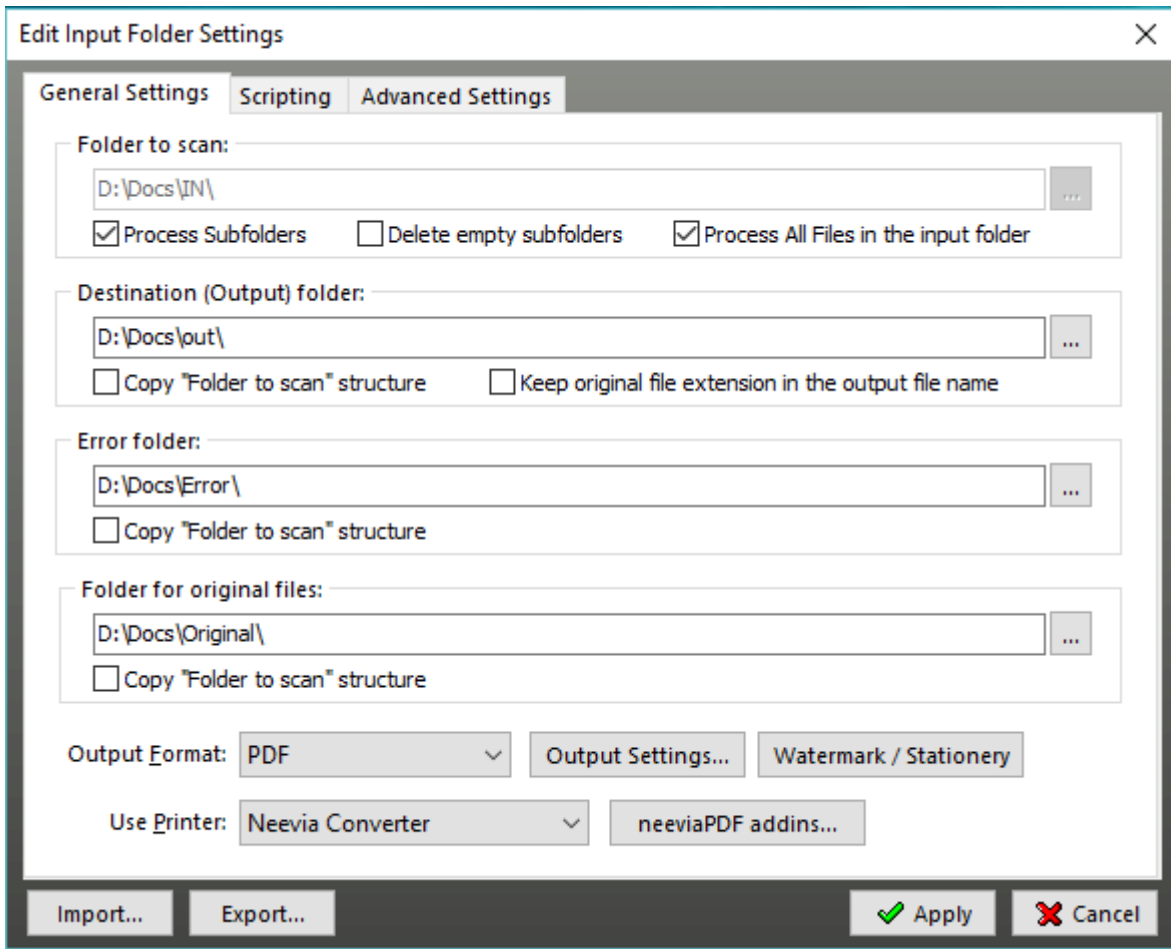 Edit Input Folder Settings
General Settings Scripting Advanced Settings
Folder to scan:
D:\Docs\IN\
...
Process Subfolders Delete empty subfolders Process All Files in the input folder
Destination (Output) folder:
D:\Docs\out\
...
Copy "Folder to scan" structure Keep original file extension in the output file name
Error folder:
D:\Docs\Error\
...
Copy "Folder to scan" structure
Folder for original files:
D:\Docs\Original\
...
Copy "Folder to scan" structure
Output Format: PDF Output Settings... Watermark / Stationery
Use Printer: Neevia Converter neeviaPDF addins...
Import... Export... Apply Cancel